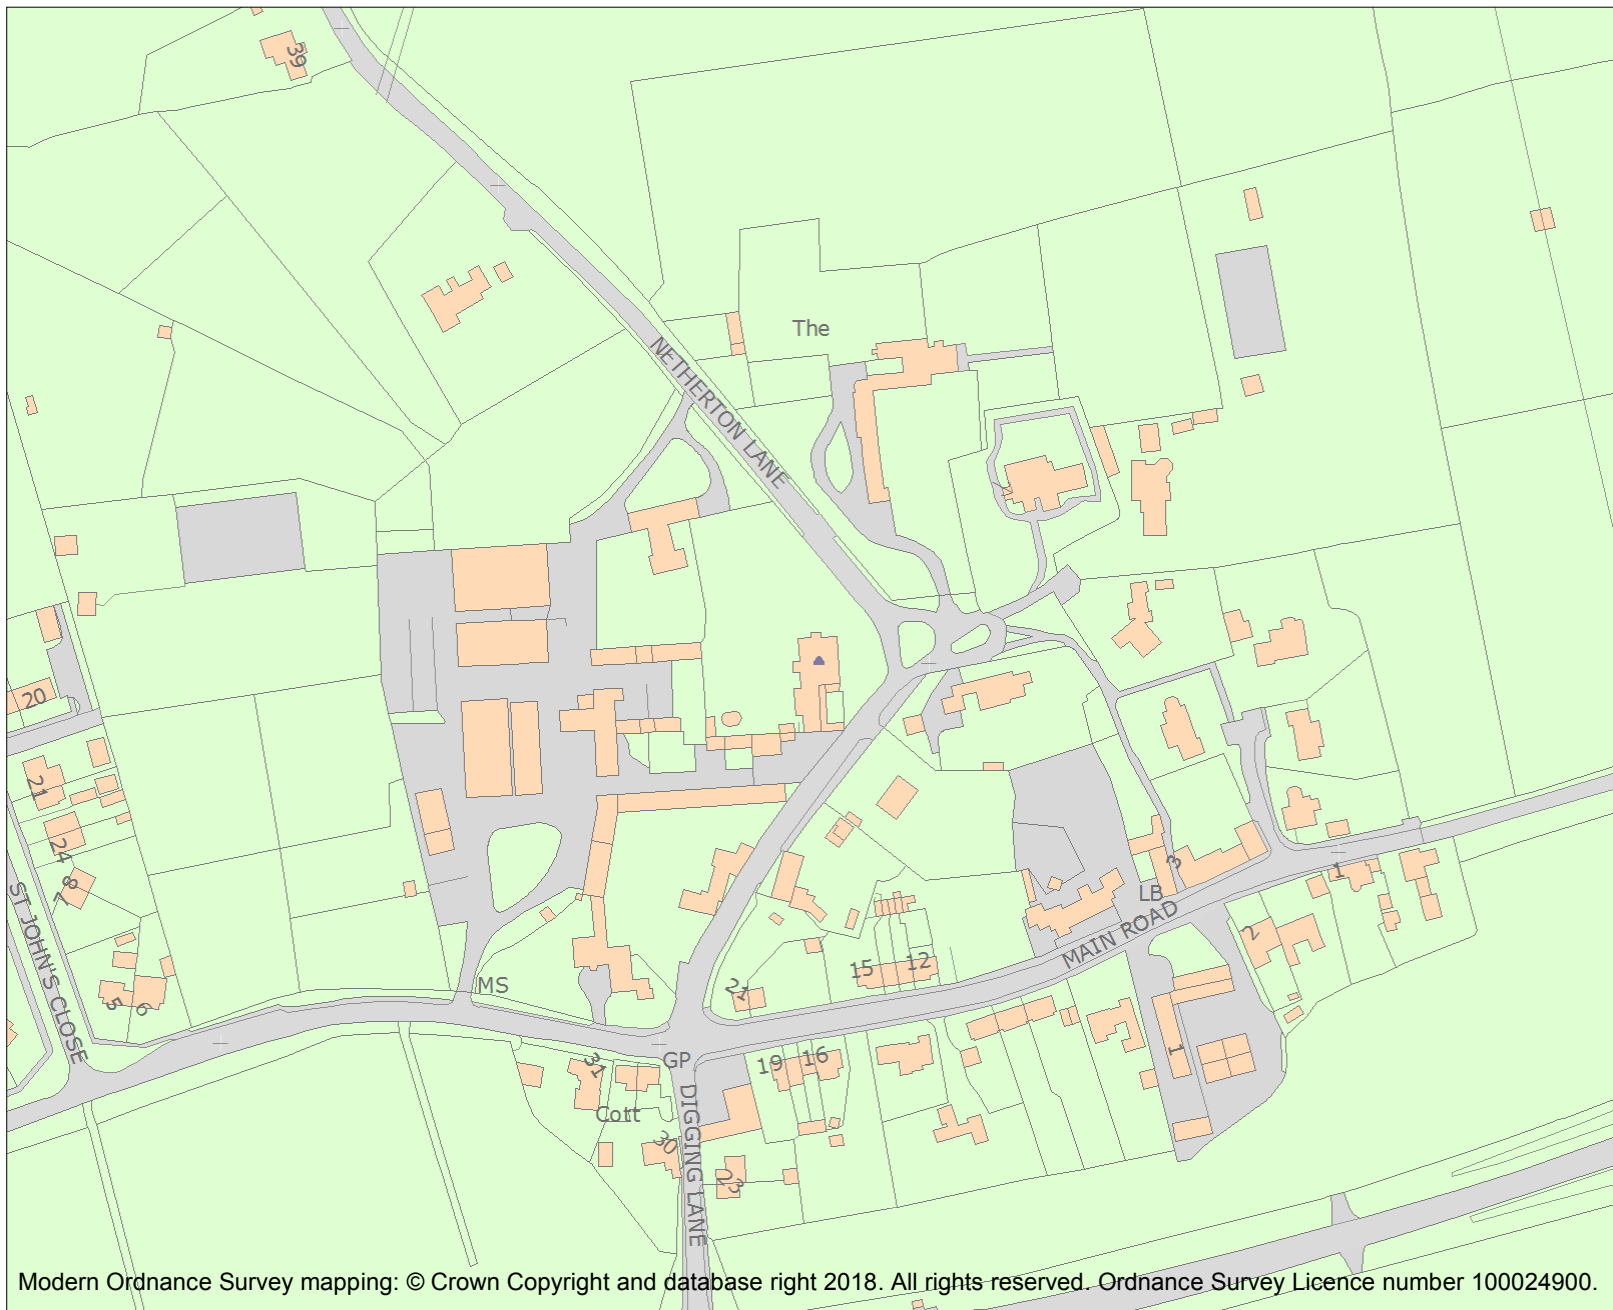 39
The
NETHERTON LANE
20
21
24
8
7
ST JOHN'S CLOSE
5
6
MS
21
15
12
MAIN ROAD
LB
3
1
2
1
GP
19
16
31
Cott
30
23
DIGGING LANE
Modern Ordnance Survey mapping: © Crown Copyright and database right 2018. All rights reserved. Ordnance Survey Licence number 100024900.